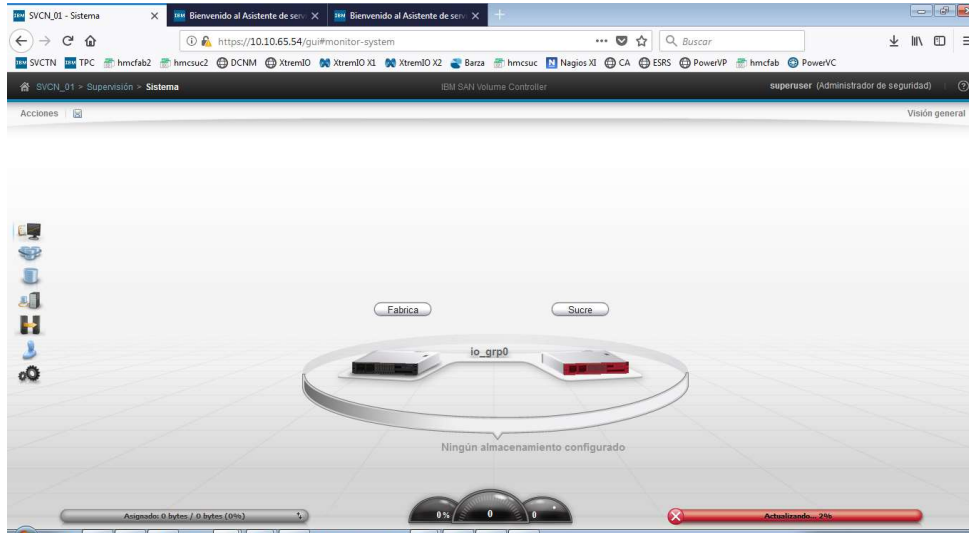 SVCN_01 - Sistema
Bienvenido al Asistente de serv
Bienvenido al Asistente de serv
https://10.10.65.54/gui#monitor-system
Buscar
SVCTN TPC hmcfab2 hmcsuc2 DCNM XtremIO XtremIO X1 XtremIO X2 Barza hmcsuc Nagios XI CA ESRS PowerVP hmcfab PowerVC
SVCN_01 > Supervisión > Sistema
IBM SAN Volume Controller
superuser (Administrador de seguridad)
Acciones
Visión general
Fabrica
Sucre
io_grp0
Ningún almacenamiento configurado
Asignado: 0 bytes / 0 bytes (0%)
0%
0
0
Actualizando... 2%